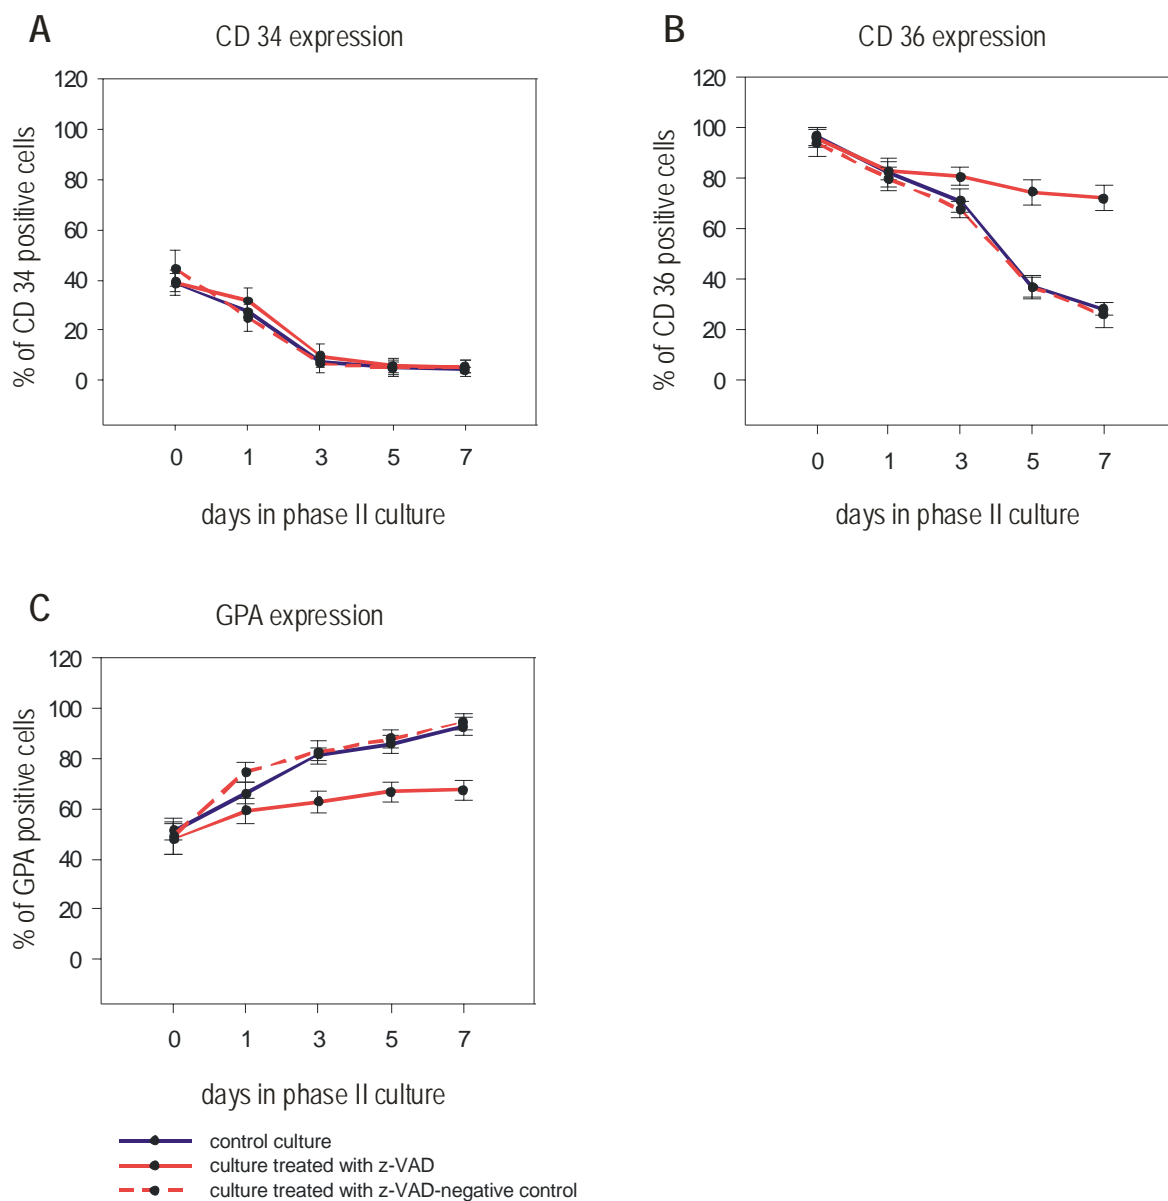 A
CD 34 expression
% of CD 34 positive cells
120
100
80
60
40
20
0
0 1 3 5 7
days in phase II culture
B
CD 36 expression
% of CD 36 positive cells
120
100
80
60
40
20
0
0 1 3 5 7
days in phase II culture
C
GPA expression
% of GPA positive cells
120
100
80
60
40
20
0
0 1 3 5 7
days in phase II culture
control culture
culture treated with z-VAD
culture treated with z-VAD-negative control